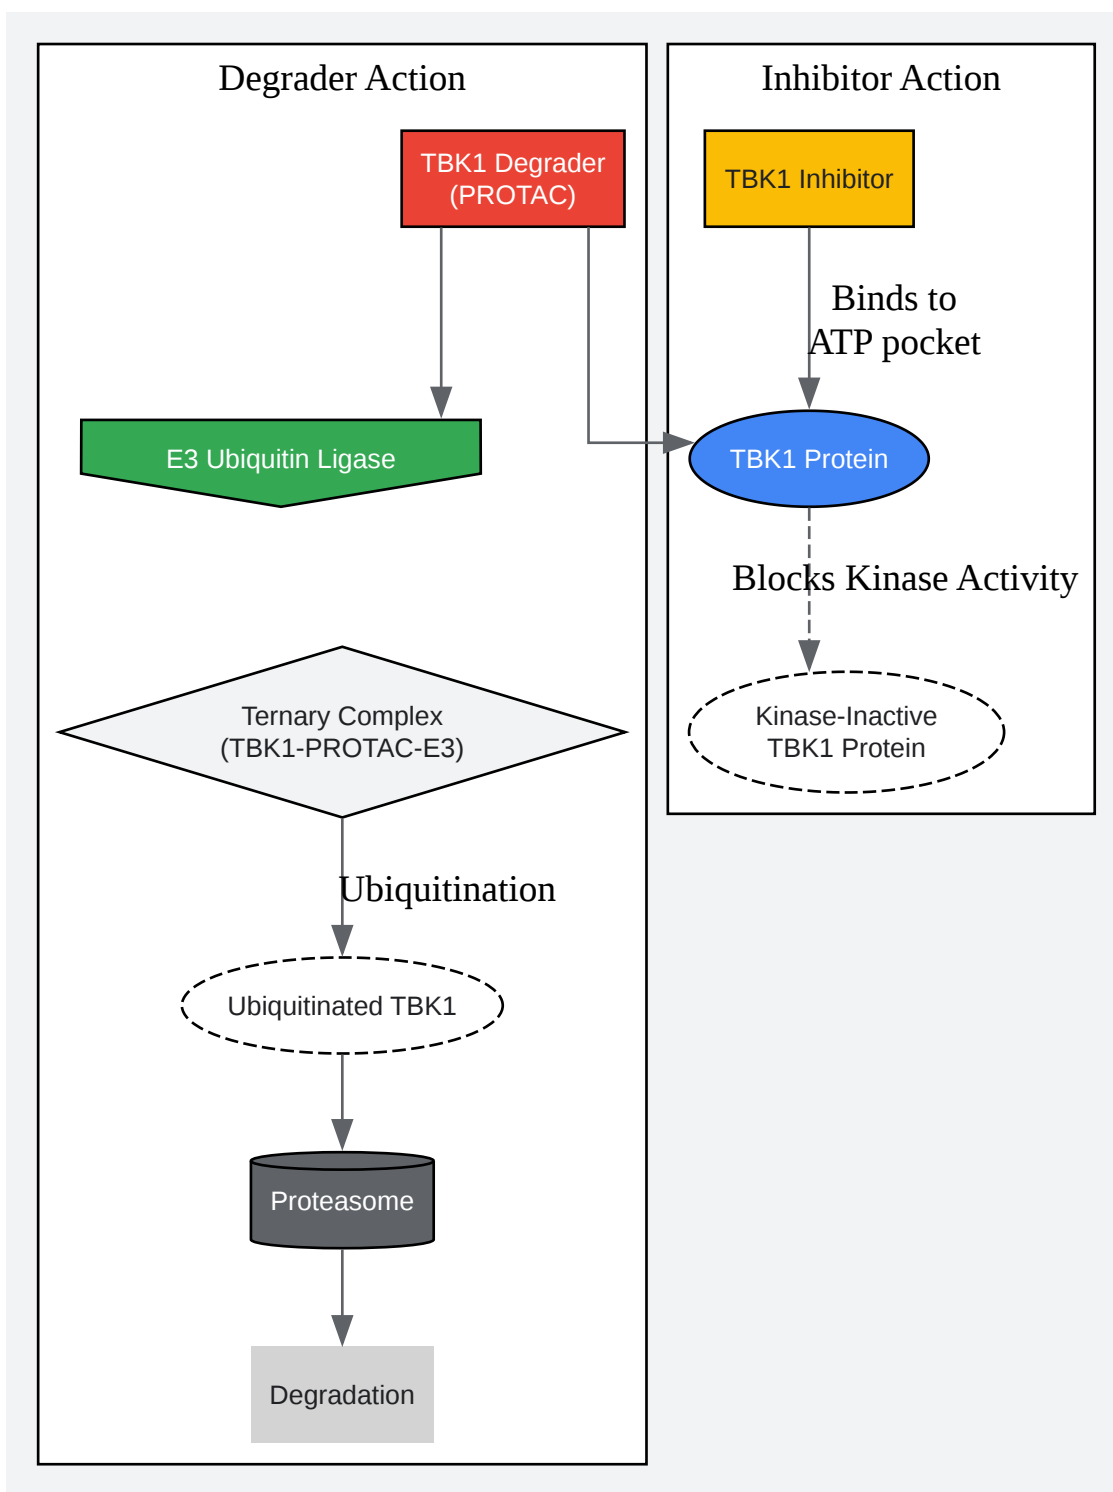 Degrader Action
TBK1 Degrader
(PROTAC)
E3 Ubiquitin Ligase
Ternary Complex
(TBK1-PROTAC-E3)
Ubiquitination
Ubiquitinated TBK1
Proteasome
Degradation
Inhibitor Action
TBK1 Inhibitor
Binds to
ATP pocket
TBK1 Protein
Blocks Kinase Activity
Kinase-Inactive
TBK1 Protein